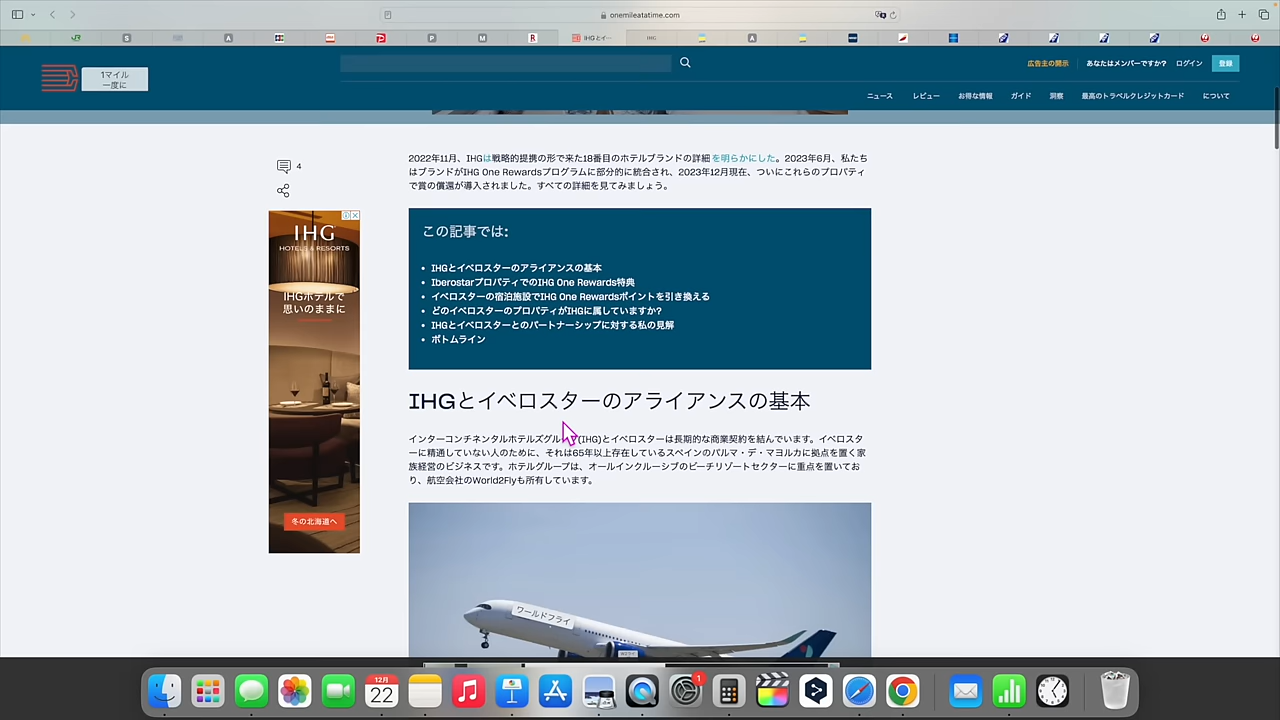 onemileatatime.com
IHGとイ…
IHG
1マイル
一度に
広告主の開示
あなたはメンバーですか?
ログイン
登録
ニュース
レビュー
お得な情報
ガイド
洞察
最高のトラベルクレジットカード
について
4
2022年11月、IHGは戦略的提携の形で来た18番目のホテルブランドの詳細を明らかにした。2023年6月、私たち
はブランドがIHG One Rewardsプログラムに部分的に統合され、2023年12月現在、ついにこれらのプロパティ
で賞の償還が導入されました。すべての詳細を見てみましょう。
IHG
HOTELS & RESORTS
IHGホテルで
思いのままに
冬の北海道へ
この記事では:
IHGとイベロスターのアライアンスの基本
IberostarプロパティでのIHG One Rewards特典
イベロスターの宿泊施設でIHG One Rewardsポイントを引き換える
どのイベロスターのプロパティがIHGに属していますか?
IHGとイベロスターとのパートナーシップに対する私の見解
ボトムライン
IHGとイベロスターのアライアンスの基本
インターコンチネンタルホテルズグループ(IHG)とイベロスターは長期的な商業契約を結んでいます。イベロスタ
ーに精通していない人のために、それは65年以上存在しているスペインのパルマ・デ・マヨルカに拠点を置く家
族経営のビジネスです。ホテルグループは、オールインクルーシブのビーチリゾートセクターに重点を置いてお
り、航空会社のWorld2Flyも所有しています。
ワールドフライ
12月
22
1